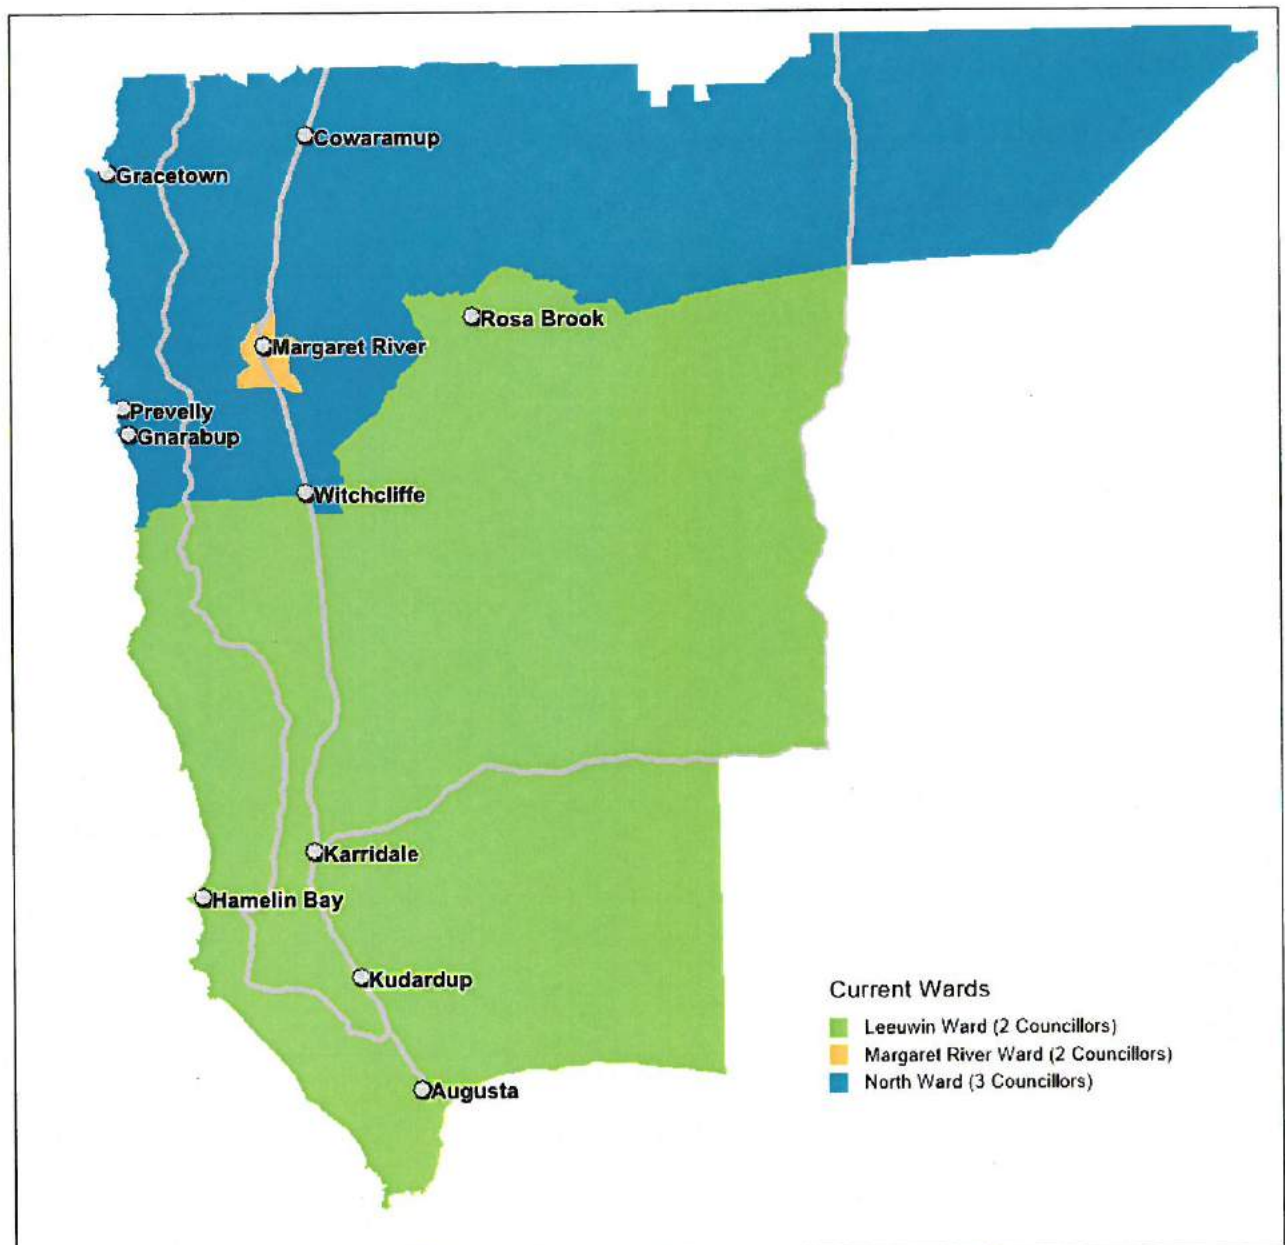 Cowaramup
Gracetown
Rosa Brook
Margaret River
Prevelly
Gnarabup
Witchcliffe
Karridale
Hamelin Bay
Kudardup
Augusta
Current Wards
Leeuwin Ward (2 Councillors)
Margaret River Ward (2 Councillors)
North Ward (3 Councillors)